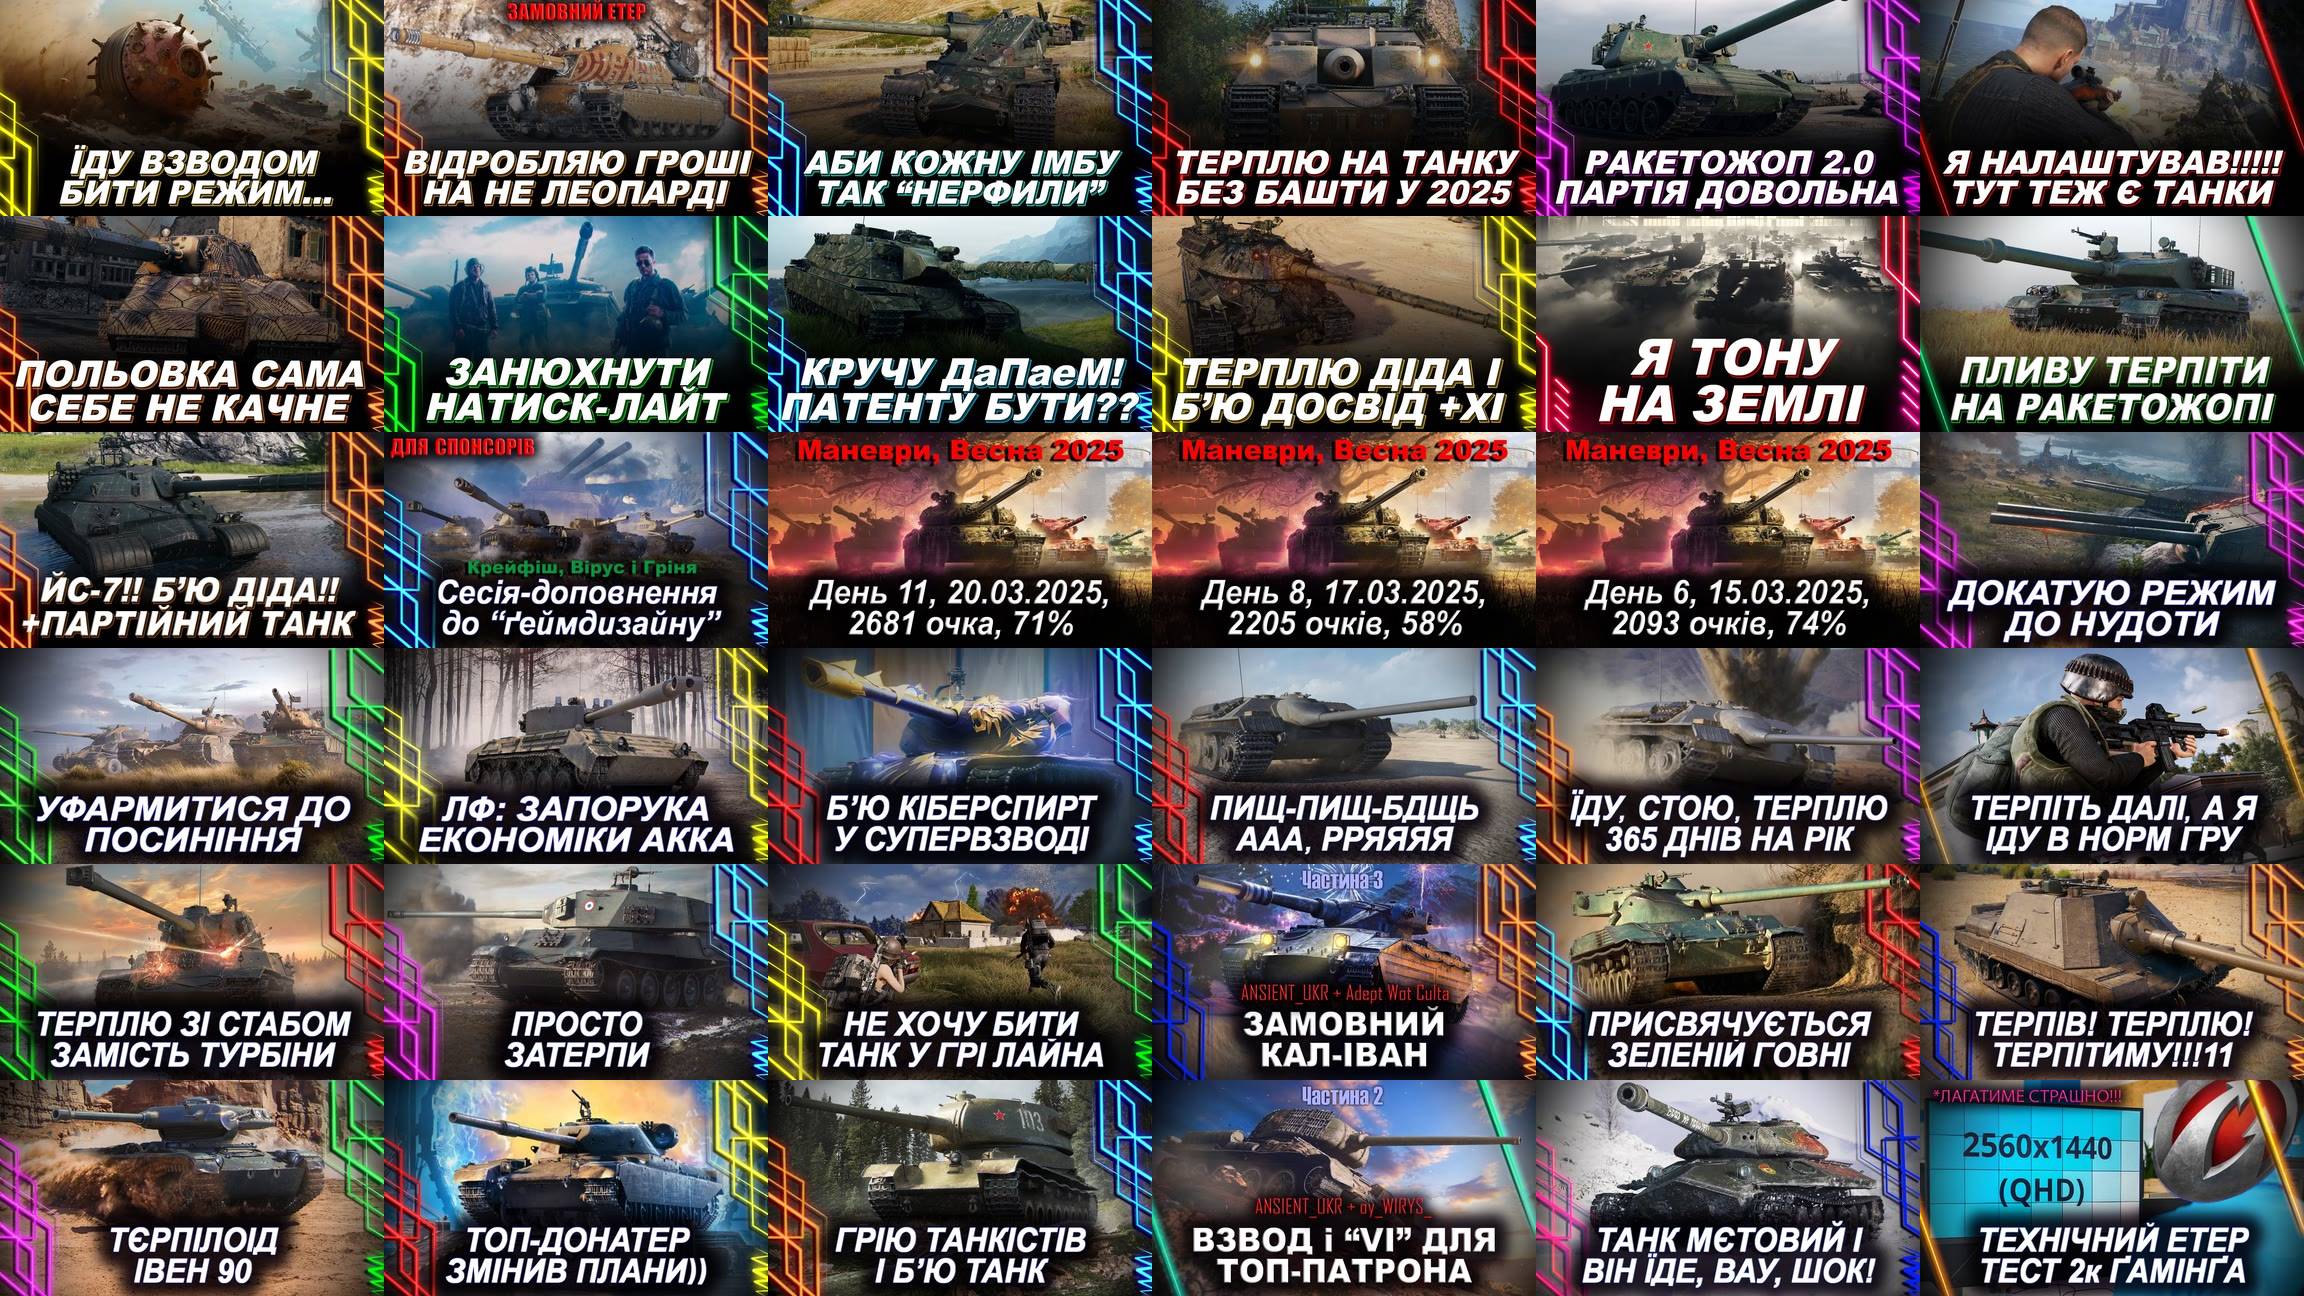 ЇДУ ВЗВОДОМ
БИТИ РЕЖИМ...
ЗАМОВНИЙ ЕТЕР
ВІДРОБЛЯЮ ГРОШІ
НА НЕ ЛЕОПАРДІ
АБИ КОЖНУ ІМБУ
ТАК “НЕРФИЛИ”
ТЕРПЛЮ НА ТАНКУ
БЕЗ БАШТИ У 2025
РАКЕТОЖОП 2.0
ПАРТІЯ ДОВОЛЬНА
Я НАЛАШТУВАВ!!!!!
ТУТ ТЕЖ Є ТАНКИ
ПОЛЬОВКА САМА
СЕБЕ НЕ КАЧНЕ
ЗАНЮХНУТИ
НАТИСК-ЛАЙТ
КРУЧУ ДаПаеМ!
ПАТЕНТУ БУТИ??
ТЕРПЛЮ ДІДА І
Б’Ю ДОСВІД +ХІ
Я ТОНУ
НА ЗЕМЛІ
ПЛИВУ ТЕРПІТИ
НА РАКЕТОЖОПІ
ЙС-7!! Б’Ю ДІДА!!
+ПАРТІЙНИЙ ТАНК
ДЛЯ СПОНСОРІВ
Крейфіш, Вірус і Гріня
Сесія-доповнення
до “ґеймдизайну”
Маневри, Весна 2025
День 11, 20.03.2025,
2681 очка, 71%
Маневри, Весна 2025
День 8, 17.03.2025,
2205 очків, 58%
Маневри, Весна 2025
День 6, 15.03.2025,
2093 очків, 74%
ДОКАТУЮ РЕЖИМ
ДО НУДОТИ
УФАРМИТИСЯ ДО
ПОСИНІННЯ
ЛФ: ЗАПОРУКА
ЕКОНОМІКИ АККА
Б’Ю КІБЕРСПИРТ
У СУПЕРВЗВОДІ
ПИЩ-ПИЩ-БДЩЬ
ААА, РРЯЯЯЯ
ЇДУ, СТОЮ, ТЕРПЛЮ
365 ДНІВ НА РІК
ТЕРПІТЬ ДАЛІ, А Я
ІДУ В НОРМ ГРУ
ТЕРПЛЮ ЗІ СТАБОМ
ЗАМІСТЬ ТУРБІНИ
ПРОСТО
ЗАТЕРПИ
НЕ ХОЧУ БИТИ
ТАНК У ГРІ ЛАЙНА
Частина 3
ANSIENT_UKR + Adept Wot Culta
ЗАМОВНИЙ
КАЛ-ІВАН
ПРИСВЯЧУЄТЬСЯ
ЗЕЛЕНІЙ ГОВНІ
ТЕРПІВ! ТЕРПЛЮ!
ТЕРПІТИМУ!!!11
ТЄРПІЛОІД
ІВЕН 90
ТОП-ДОНАТЕР
ЗМІНИВ ПЛАНИ))
113
ГРІЮ ТАНКІСТІВ
І Б’Ю ТАНК
Частина 2
ANSIENT_UKR + oy_WIRYS_
ВЗВОД і “VI” ДЛЯ
ТОП-ПАТРОНА
ТАНК МЄТОВИЙ І
ВІН ЇДЕ, ВАУ, ШОК!
*ЛАГАТИМЕ СТРАШНО!!!
2560x1440
(QHD)
ТЕХНІЧНИЙ ЕТЕР
ТЕСТ 2к ҐАМІНҐА